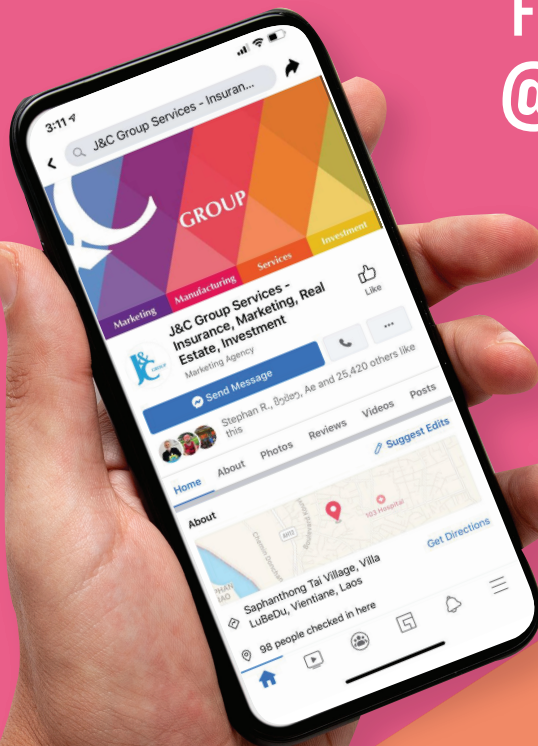 F
@
3:11
J&C Group Services - Insuran...
GROUP
Marketing
Manufacturing
Services
Investment
J&C Group Services -
Insurance, Marketing, Real
Estate, Investment
Marketing Agency
Like
J&C
GROUP
Send Message
Stephan R., Ae and 25,420 others like
this
Home
About
Photos
Reviews
Videos
Posts
Suggest Edits
About
103 Hospital
Get Directions
Saphanthong Tai Village, Villa
LuBeDu, Vientiane, Laos
98 people checked in here